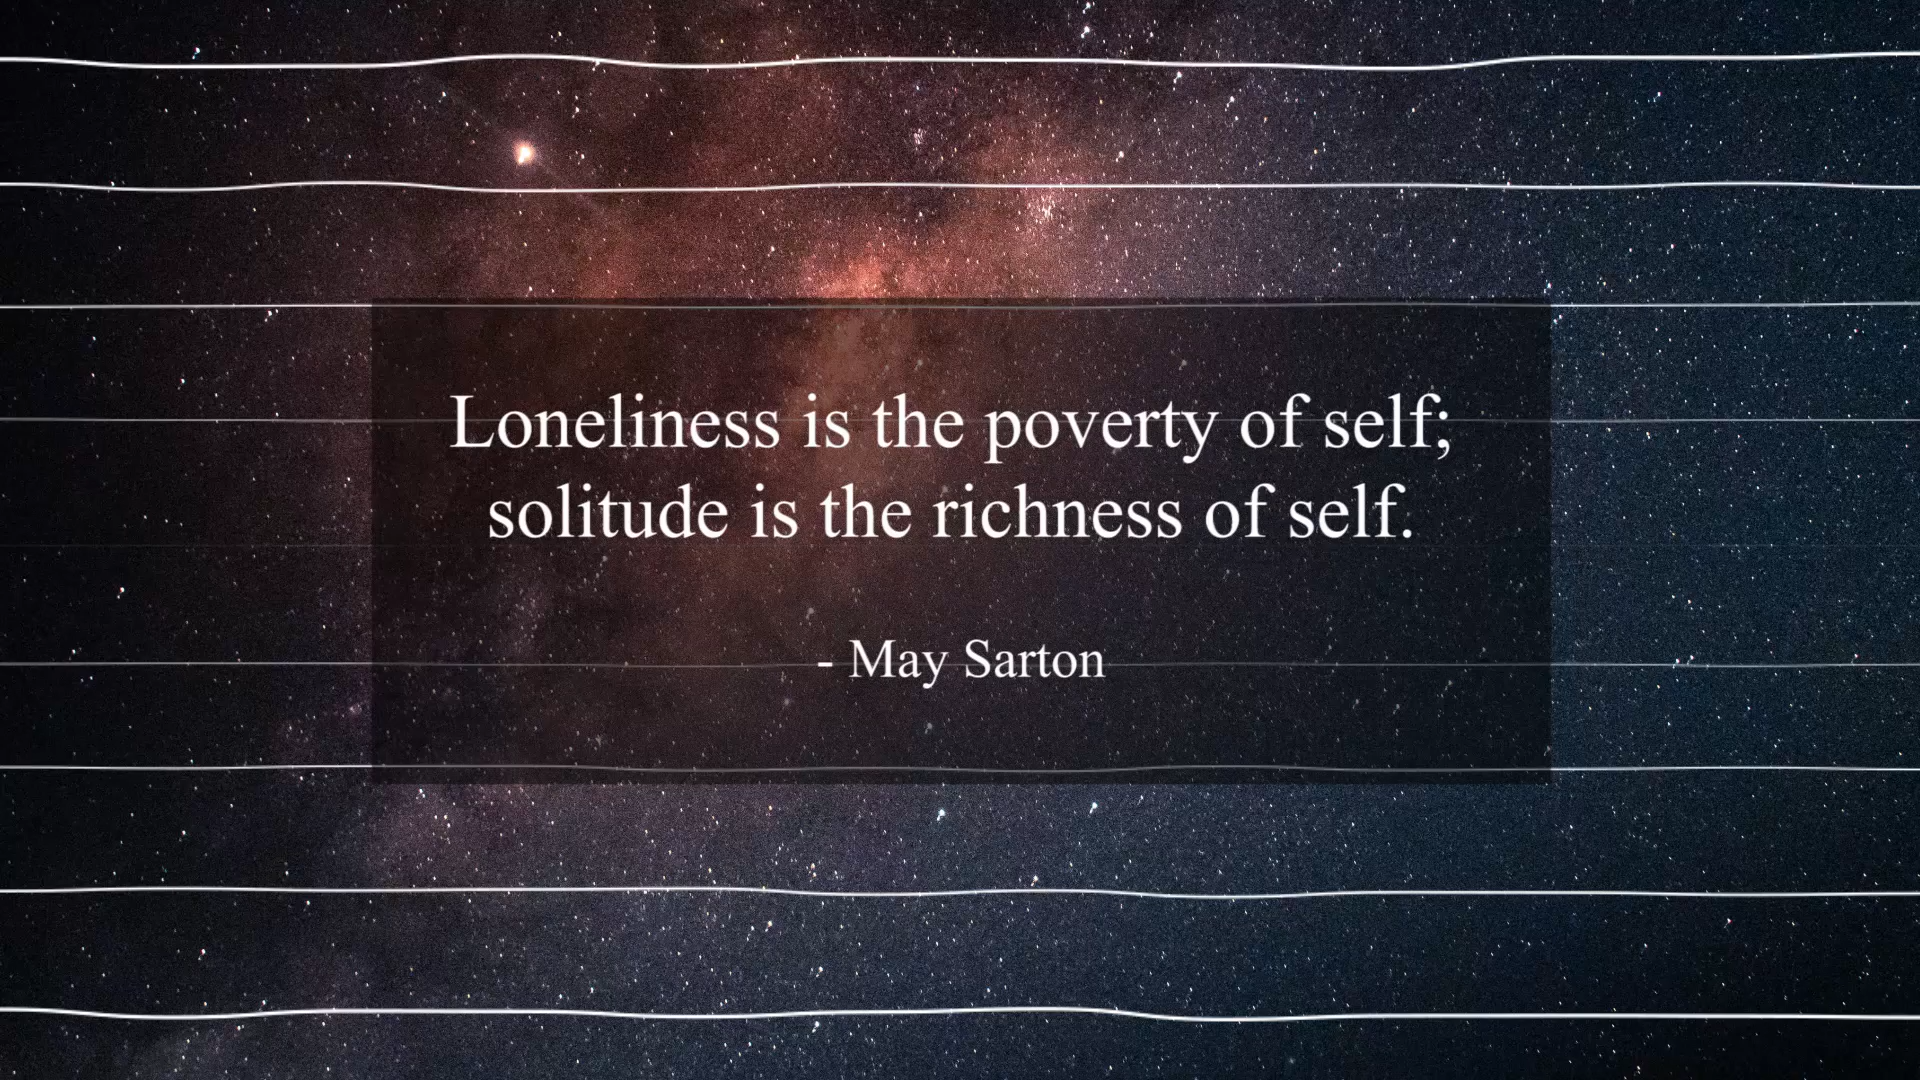 Loneliness is the poverty of self;
solitude is the richness of self.
- May Sarton